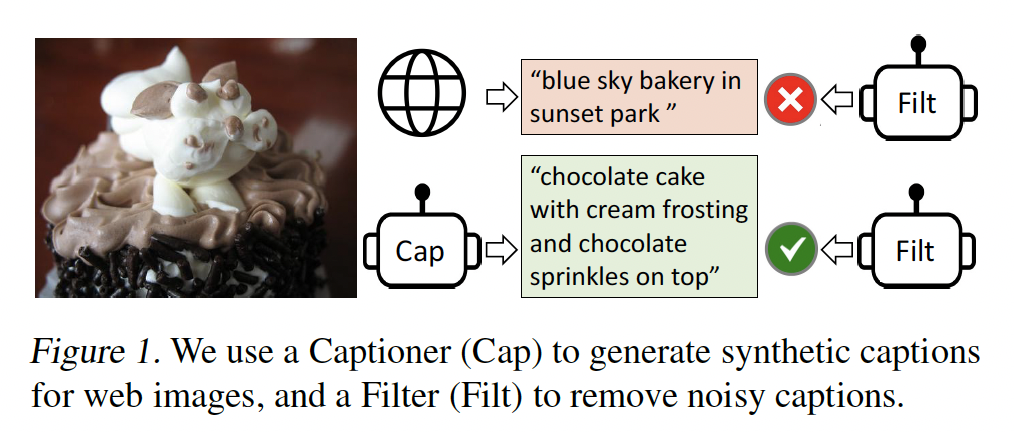 “blue sky bakery in
sunset park ”
Filt
“chocolate cake
with cream frosting
and chocolate
sprinkles on top”
Cap
Filt
Figure 1. We use a Captioner (Cap) to generate synthetic captions
for web images, and a Filter (Filt) to remove noisy captions.